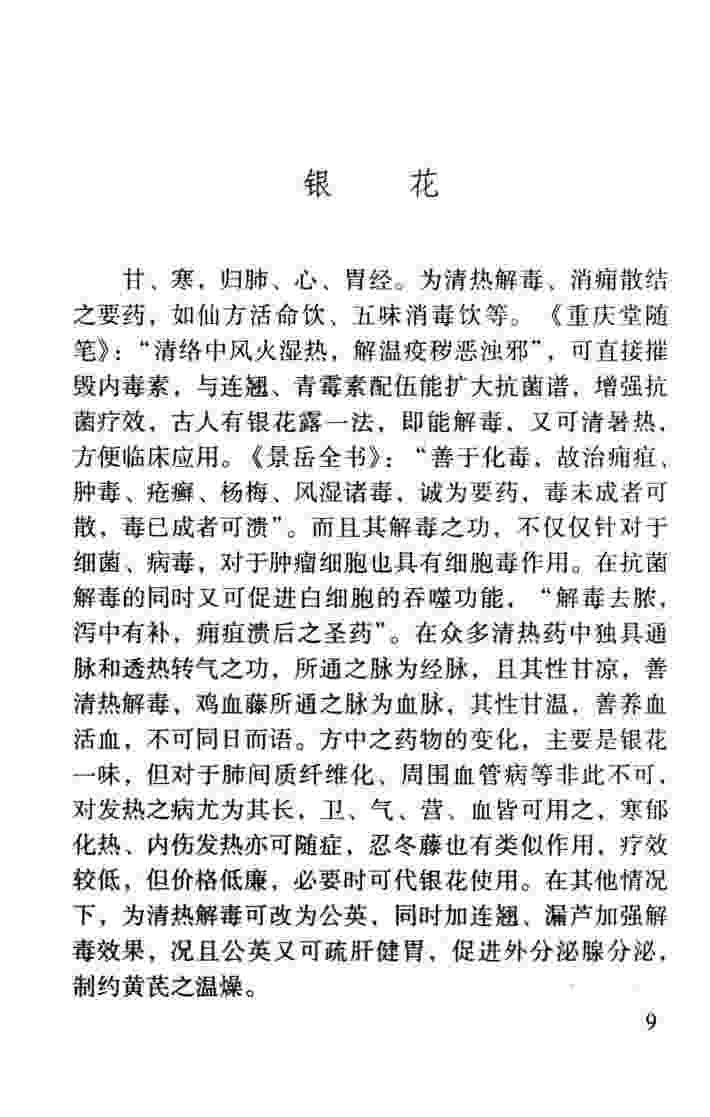 银 花
甘、寒，归肺、心、胃经。为清热解毒、消痈散结
之要药，如仙方活命饮、五味消毒饮等。《重庆堂随
笔》：“清络中风火湿热，解温疫秽恶浊邪”，可直接摧
毁内毒素，与连翘、青霉素配伍能扩大抗菌谱，增强抗
菌疗效，古人有银花露一法，即能解毒，又可清暑热，
方便临床应用。《景岳全书》：“善于化毒，故治痈疽、
肿毒、疮癣、杨梅、风湿诸毒，诚为要药，毒未成者可
散，毒已成者可溃”。而且其解毒之功，不仅仅针对于
细菌、病毒，对于肿瘤细胞也具有细胞毒作用。在抗菌
解毒的同时又可促进白细胞的吞噬功能，“解毒去脓，
泻中有补，痈疽溃后之圣药”。在众多清热药中独具通
脉和透热转气之功，所通之脉为经脉，且其性甘凉，善
清热解毒，鸡血藤所通之脉为血脉，其性甘温，善养血
活血，不可同日而语。方中之药物的变化，主要是银花
一味，但对于肺间质纤维化、周围血管病等非此不可，
对发热之病尤为其长，卫、气、营、血皆可用之，寒郁
化热、内伤发热亦可随症，忍冬藤也有类似作用，疗效
较低，但价格低廉，必要时可代银花使用。在其他情况
下，为清热解毒可改为公英，同时加连翘、漏芦加强解
毒效果，况且公英又可疏肝健胃，促进外分泌腺分泌，
制约黄芪之温燥。
9